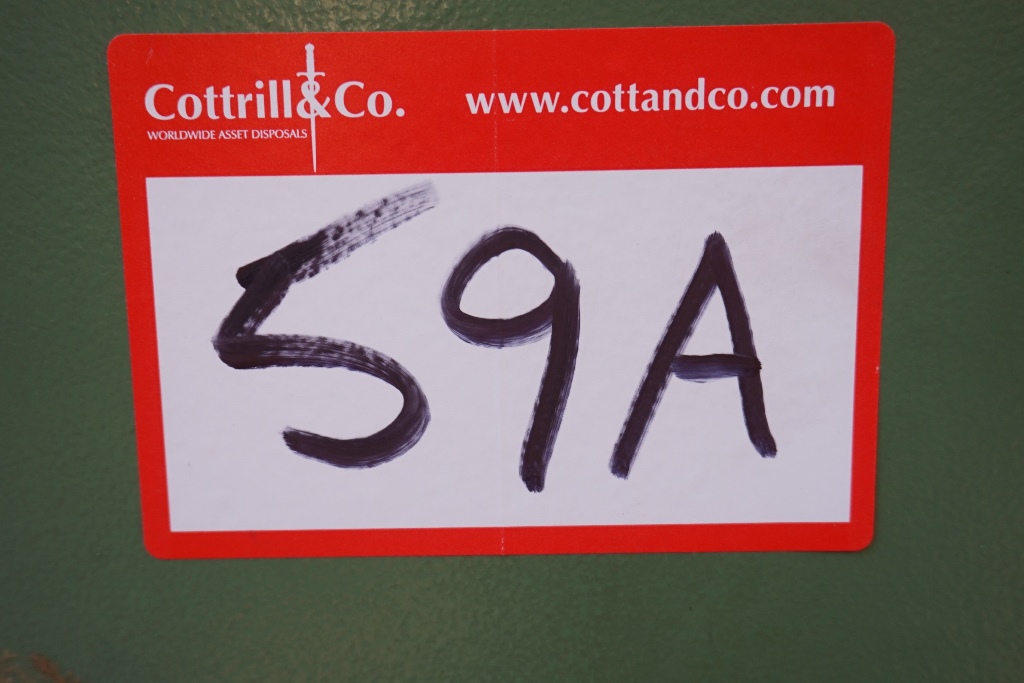 Cottrill&Co.
WORLDWIDE ASSET DISPOSALS
www.cottandco.com
59A